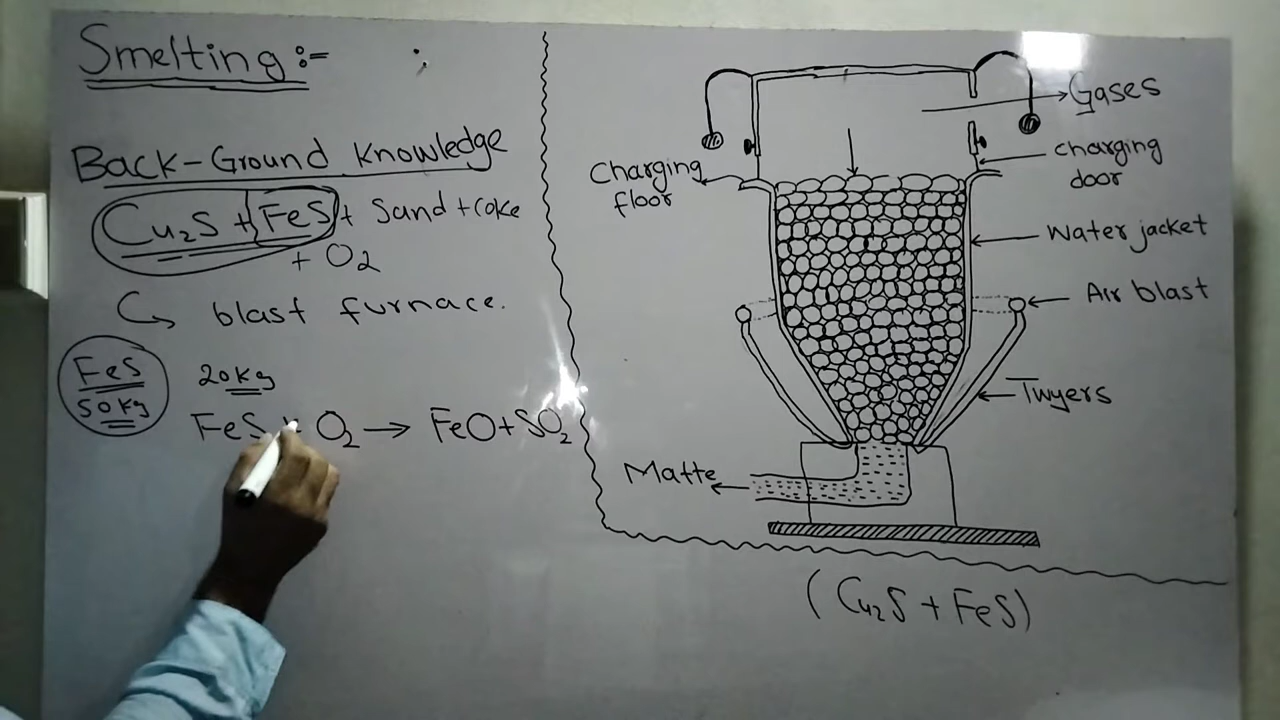 Smelting:-
Back-Ground Knowledge
Cu₂S + FeS + Sand + Coke
+ O₂
blast furnace.
FeS
50Kg
20Kg
FeS + O₂ → FeO + SO₂
Gases
Charging
floor
charging
door
Water jacket
Air blast
Twyers
Matte
(Cu₂S + FeS)